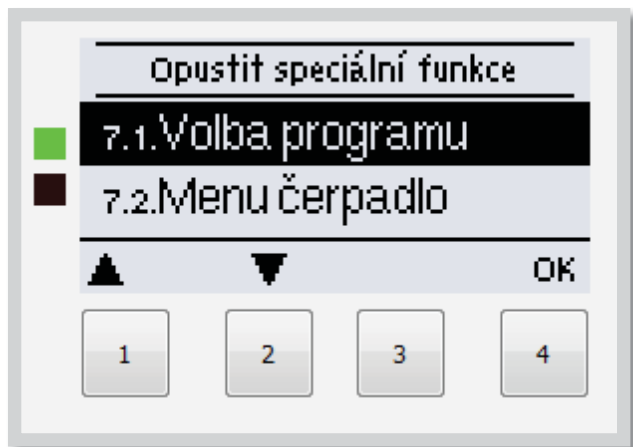 Opustit speciální funkce
7.1.Volba programu
7.2.Menu čerpadlo
▲ ▼ OK
1 2 3 4